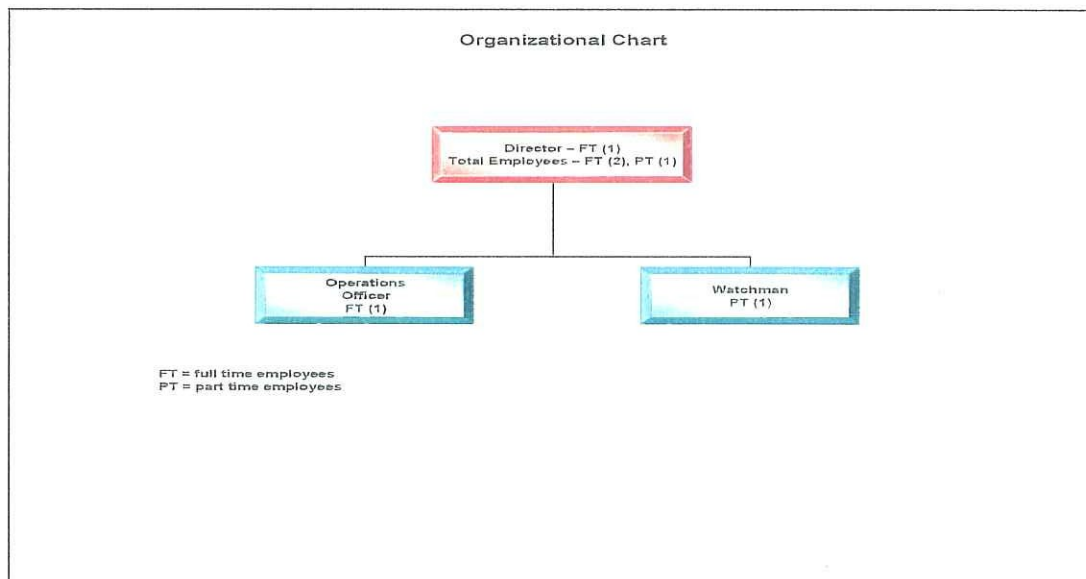 Organizational Chart
Director – FT (1)
Total Employees – FT (2), PT (1)
Operations
Officer
FT (1)
Watchman
PT (1)
FT = full time employees
PT = part time employees